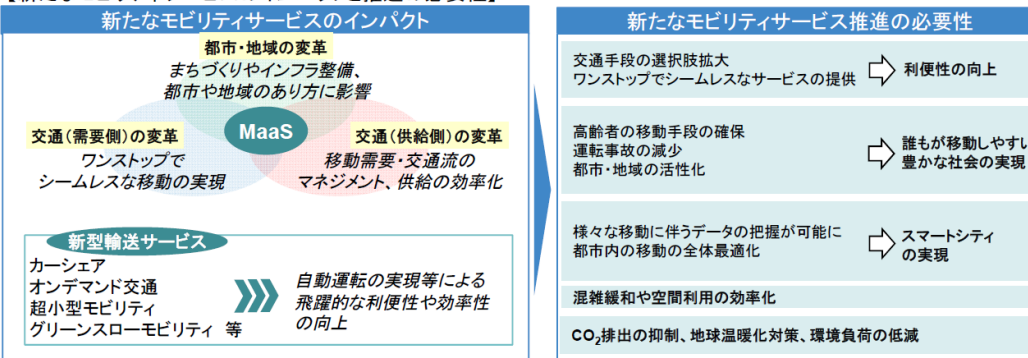 新たなモビリティサービスのインパクト
都市・地域の変革
まちづくりやインフラ整備、
都市や地域のあり方に影響
MaaS
交通(需要側)の変革
ワンストップで
シームレスな移動の実現
交通(供給側)の変革
移動需要・交通流の
マネジメント、供給の効率化
新型輸送サービス
カーシェア
オンデマンド交通
超小型モビリティ
グリーンスローモビリティ 等
自動運転の実現等による
飛躍的な利便性や効率性
の向上
新たなモビリティサービス推進の必要性
交通手段の選択肢拡大
ワンストップでシームレスなサービスの提供
利便性の向上
高齢者の移動手段の確保
運転事故の減少
都市・地域の活性化
誰もが移動しやすい
豊かな社会の実現
様々な移動に伴うデータの把握が可能に
都市内の移動の全体最適化
スマートシティ
の実現
混雑緩和や空間利用の効率化
CO₂排出の抑制、地球温暖化対策、環境負荷の低減